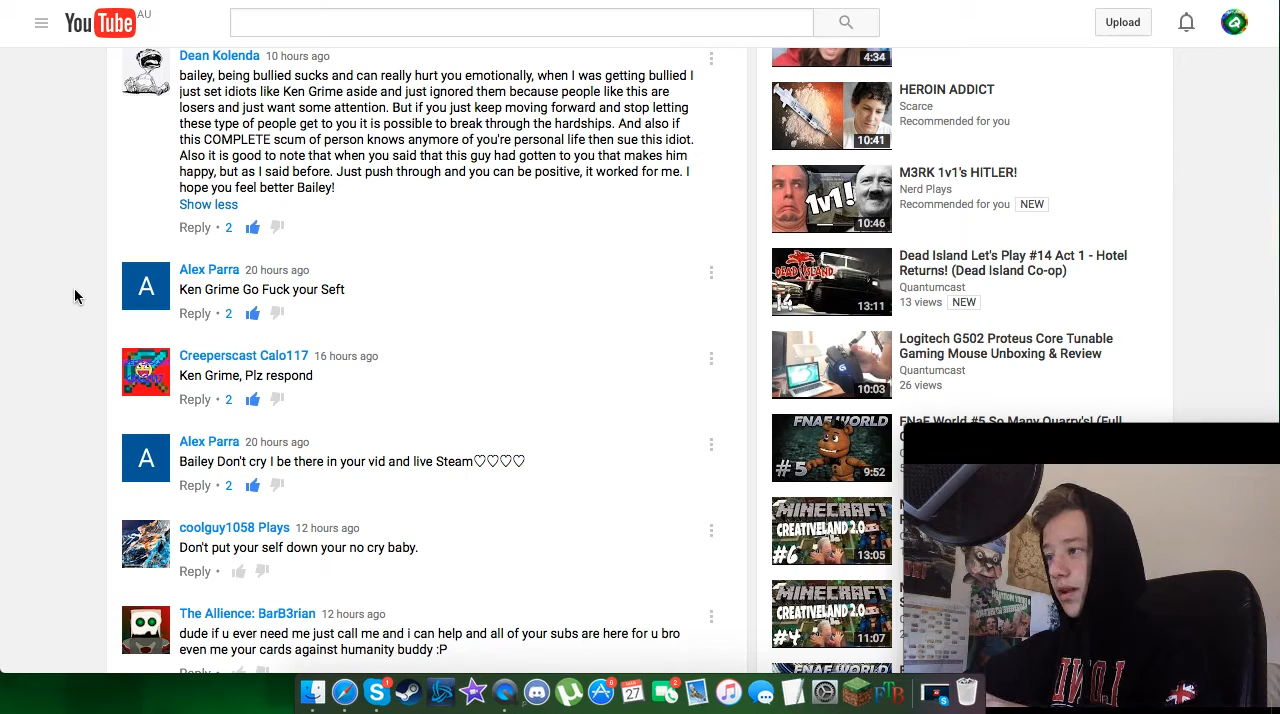 YouTube AU
Upload
Dean Kolenda 10 hours ago
bailey, being bullied sucks and can really hurt you emotionally, when I was getting bullied I
just set idiots like Ken Grime aside and just ignored them because people like this are
losers and just want some attention. But if you just keep moving forward and stop letting
these type of people get to you it is possible to break through the hardships. And also if
this COMPLETE scum of person knows anymore of you're personal life then sue this idiot.
Also it is good to note that when you said that this guy had gotten to you that makes him
happy, but as I said before. Just push through and you can be positive, it worked for me. I
hope you feel better Bailey!
Show less
Reply • 2
A
Alex Parra 20 hours ago
Ken Grime Go Fuck your Seft
Reply • 2
Creeperscast Calo117 16 hours ago
Ken Grime, Plz respond
Reply • 2
A
Alex Parra 20 hours ago
Bailey Don't cry I be there in your vid and live Steam♡♡♡♡
Reply • 2
coolguy1058 Plays 12 hours ago
Don't put your self down your no cry baby.
Reply •
The Allience: BarB3rian 12 hours ago
dude if u ever need me just call me and i can help and all of your subs are here for u bro
even me your cards against humanity buddy :P
Reply •
4:34
10:41
HEROIN ADDICT
Scarce
Recommended for you
1v1!
10:46
M3RK 1v1's HITLER!
Nerd Plays
Recommended for you NEW
DEAD ISLAND
14
13:11
Dead Island Let's Play #14 Act 1 - Hotel
Returns! (Dead Island Co-op)
Quantumcast
13 views NEW
10:03
Logitech G502 Proteus Core Tunable
Gaming Mouse Unboxing & Review
Quantumcast
26 views
FNAF WORLD
#5
9:52
FNaF World #5 So Many Quarry's! (Full
MINECRAFT
CREATIVELAND 2.0
#6
13:05
MINECRAFT
CREATIVELAND 2.0
#4
11:07
FNAF WORLD
1
6
MAR
27
2
FTB